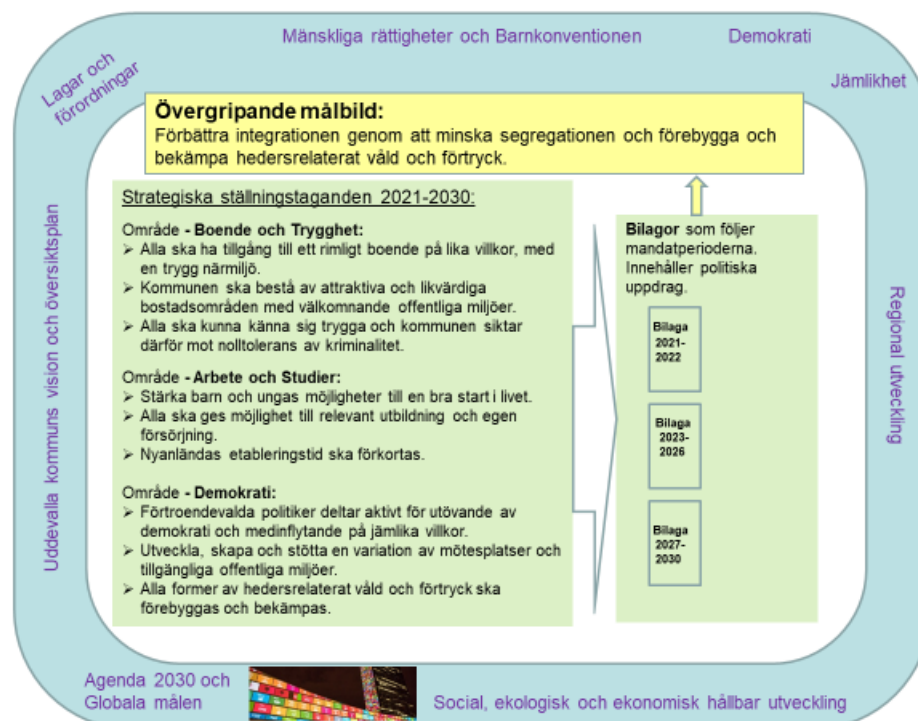 Mänskliga rättigheter och Barnkonventionen
Demokrati
Jämlikhet
Lagar och
förordningar
Övergripande målbild:
Förbättra integrationen genom att minska segregationen och förebygga och
bekämpa hedersrelaterat våld och förtryck.
Uddevalla kommuns vision och översiktsplan
Strategiska ställningstaganden 2021-2030:
Område - Boende och Trygghet:
➢ Alla ska ha tillgång till ett rimligt boende på lika villkor, med
en trygg närmiljö.
➢ Kommunen ska bestå av attraktiva och likvärdiga
bostadsområden med välkomnande offentliga miljöer.
➢ Alla ska kunna känna sig trygga och kommunen siktar
därför mot nolltolerans av kriminalitet.
Område - Arbete och Studier:
➢ Stärka barn och ungas möjligheter till en bra start i livet.
➢ Alla ska ges möjlighet till relevant utbildning och egen
försörjning.
➢ Nyanländas etableringstid ska förkortas.
Område - Demokrati:
➢ Förtroendevalda politiker deltar aktivt för utövande av
demokrati och medinflytande på jämlika villkor.
➢ Utveckla, skapa och stötta en variation av mötesplatser och
tillgängliga offentliga miljöer.
➢ Alla former av hedersrelaterat våld och förtryck ska
förebyggas och bekämpas.
Bilagor som följer
mandatperioderna.
Innehåller politiska
uppdrag.
Bilaga
2021-
2022
Bilaga
2023-
2026
Bilaga
2027-
2030
Regional utveckling
Agenda 2030 och
Globala målen
Social, ekologisk och ekonomisk hållbar utveckling